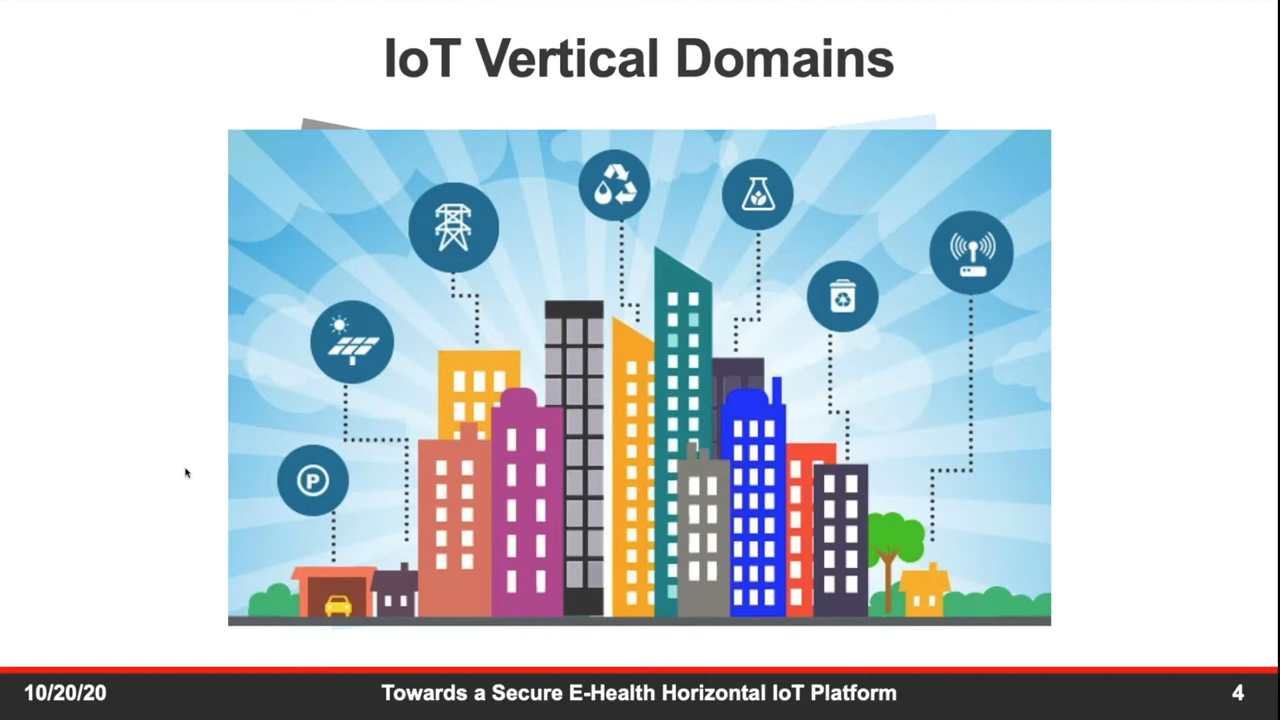 IoT Vertical Domains
P
10/20/20
Towards a Secure E-Health Horizontal IoT Platform
4